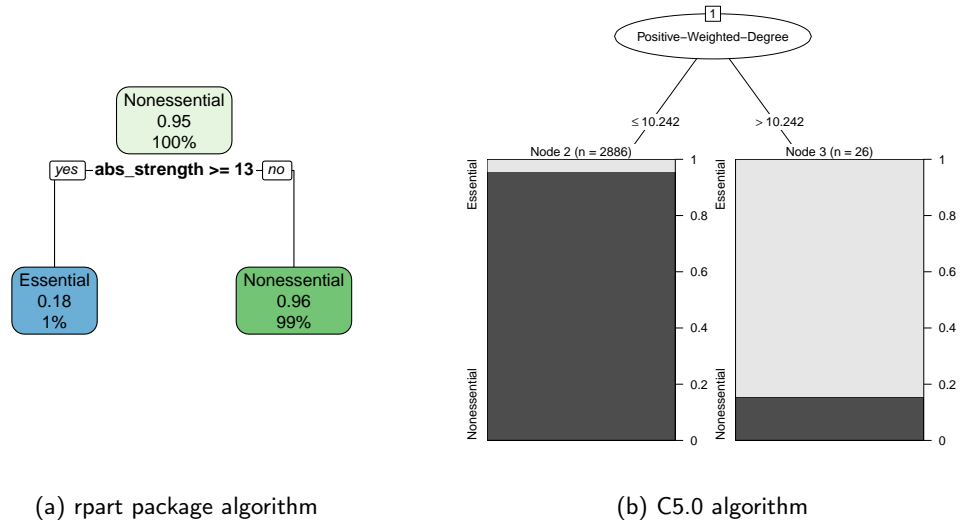 Nonessential
0.95
100%
yes abs_strength >= 13 no
Essential
0.18
1%
Nonessential
0.96
99%
(a) rpart package algorithm
1
Positive−Weighted−Degree
≤ 10.242
> 10.242
Node 2 (n = 2886)
Essential
Nonessential
1
0.8
0.6
0.4
0.2
0
Node 3 (n = 26)
Essential
Nonessential
1
0.8
0.6
0.4
0.2
0
(b) C5.0 algorithm